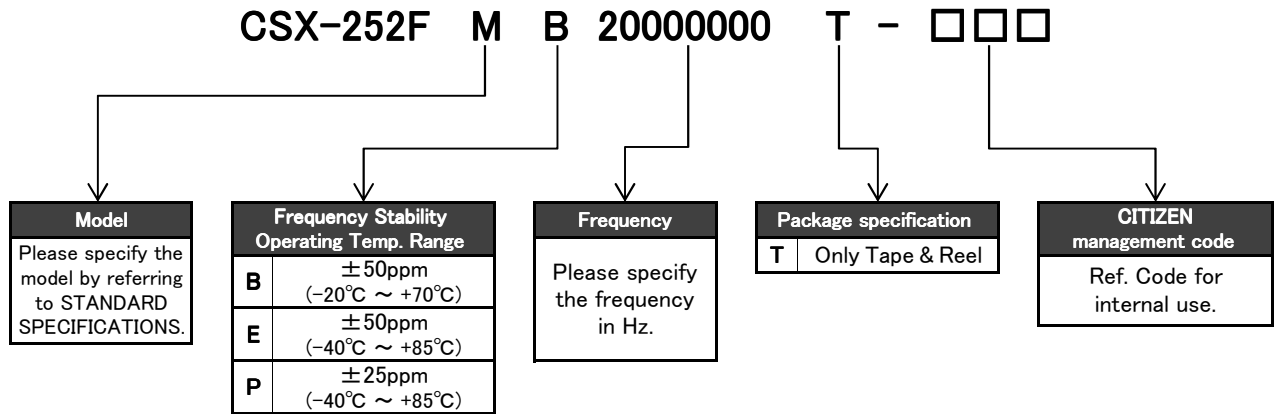 CSX-252F M B 20000000 T - □□□
Model
Please specify the
model by referring
to STANDARD
SPECIFICATIONS.
Frequency Stability
Operating Temp. Range
B ±50ppm
(-20℃ ～ +70℃)
E ±50ppm
(-40℃ ～ +85℃)
P ±25ppm
(-40℃ ～ +85℃)
Frequency
Please specify
the frequency
in Hz.
Package specification
T Only Tape & Reel
CITIZEN
management code
Ref. Code for
internal use.